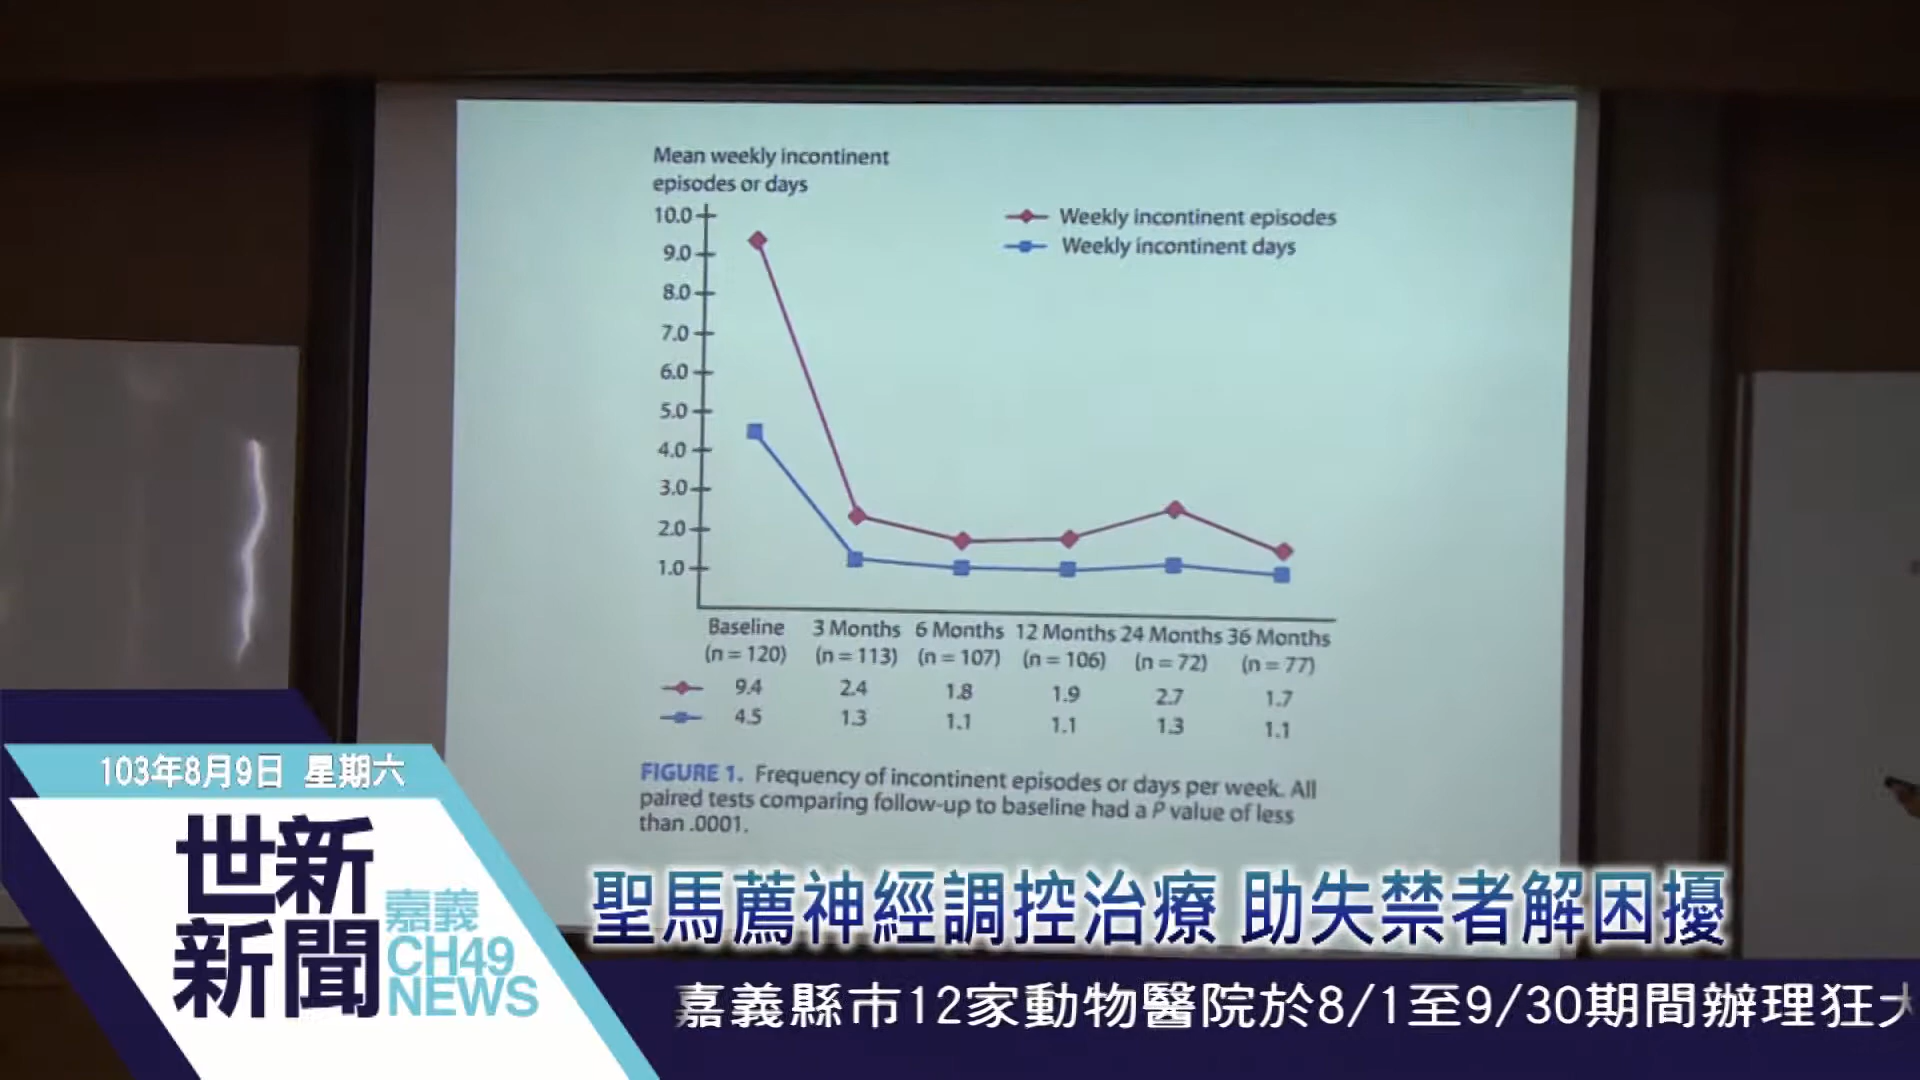 Mean weekly incontinent
episodes or days
Weekly incontinent episodes
Weekly incontinent days
10.0
9.0
8.0
7.0
6.0
5.0
4.0
3.0
2.0
1.0
Baseline 3 Months 6 Months 12 Months 24 Months 36 Months
(n = 120) (n = 113) (n = 107) (n = 106) (n = 72) (n = 77)
9.4 2.4 1.8 1.9 2.7 1.7
4.5 1.3 1.1 1.1 1.3 1.1
FIGURE 1. Frequency of incontinent episodes or days per week. All
paired tests comparing follow-up to baseline had a P value of less
than .0001.
103年8月9日 星期六
世新
新聞
嘉義
CH49
NEWS
聖馬薦神經調控治療 助失禁者解困擾
嘉義縣市12家動物醫院於8/1至9/30期間辦理狂